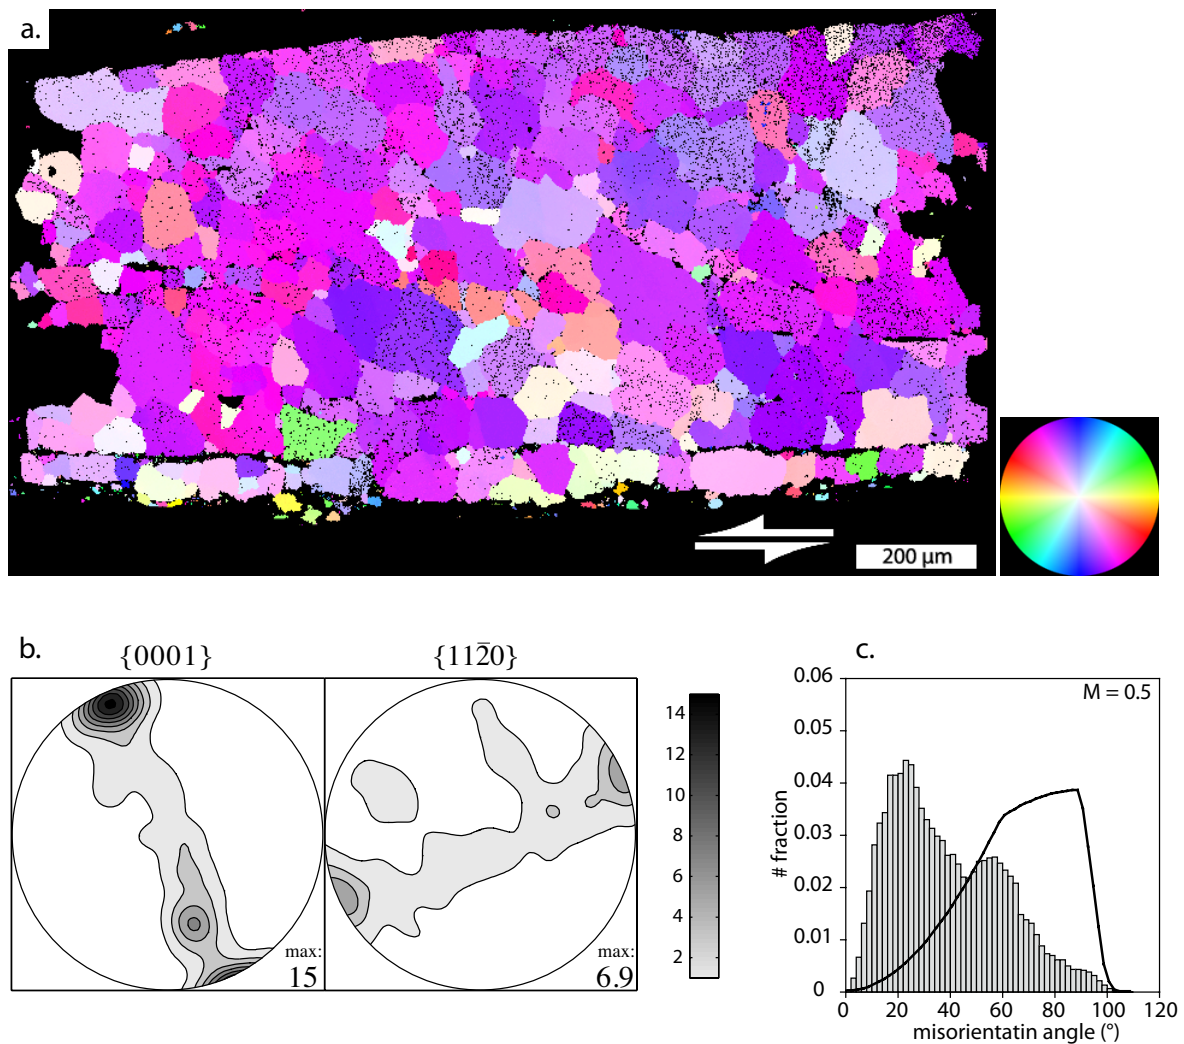 a.
200 µm
b.
{0001}
{112̅0}
max:
15
max:
6.9
14
12
10
8
6
4
2
c.
M = 0.5
0.06
0.05
0.04
0.03
0.02
0.01
0
# fraction
0 20 40 60 80 100 120
misorientatin angle (°)